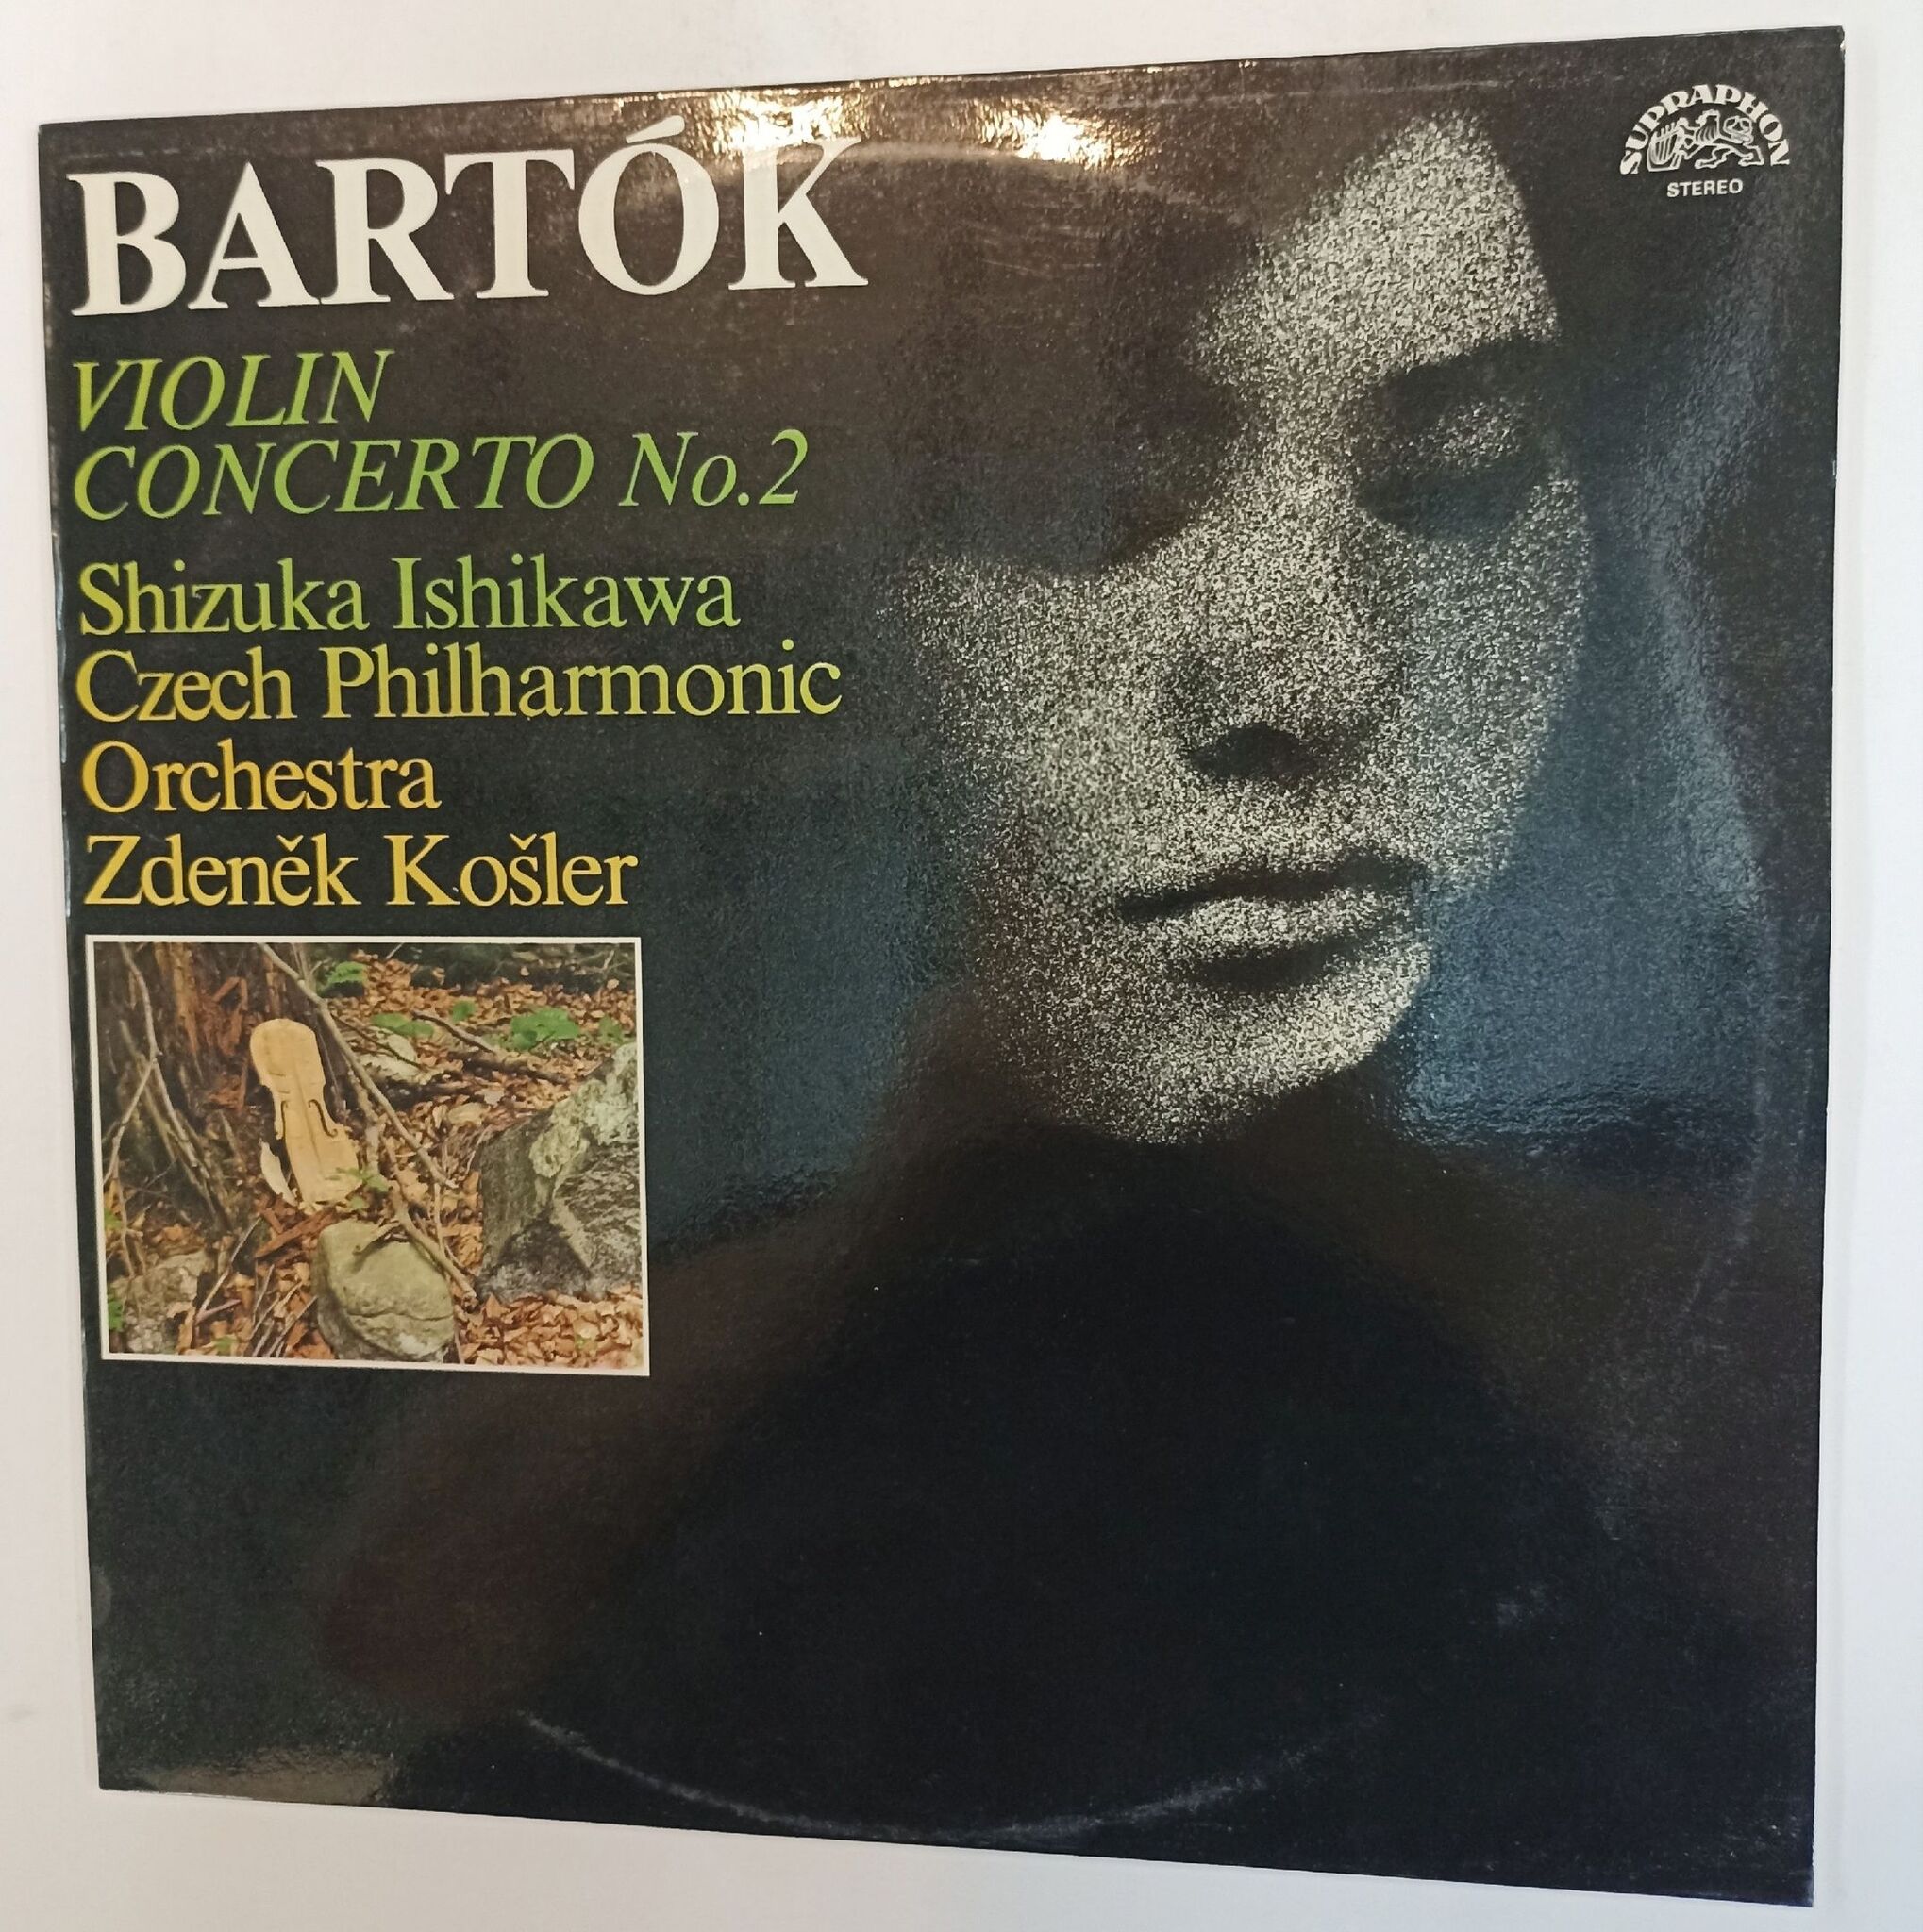 BARTÓK
VIOLIN
CONCERTO No.2
Shizuka Ishikawa
Czech Philharmonic
Orchestra
Zdeněk Košler
SUPRAPHON
STEREO